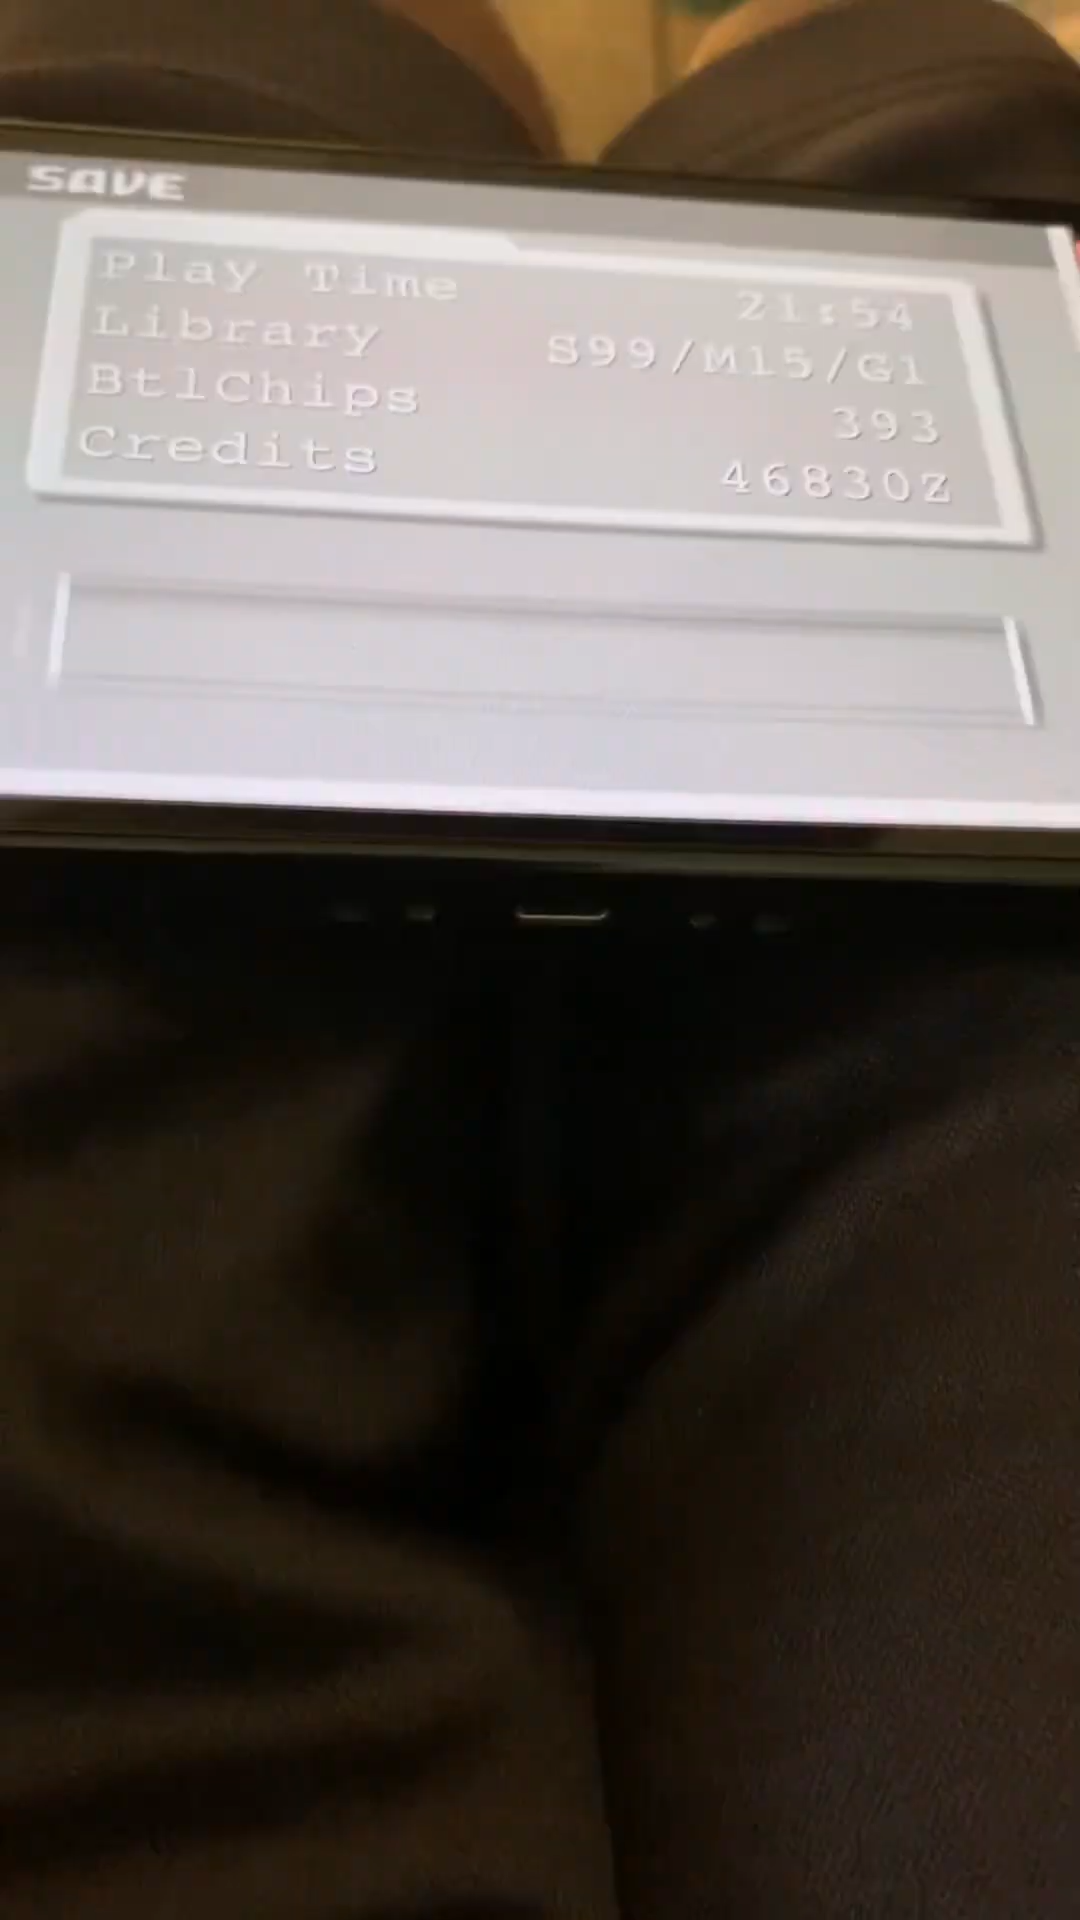 SAVE
Play Time 21:54
Library S99/M15/G1
BtlChips 393
Credits 46830Z